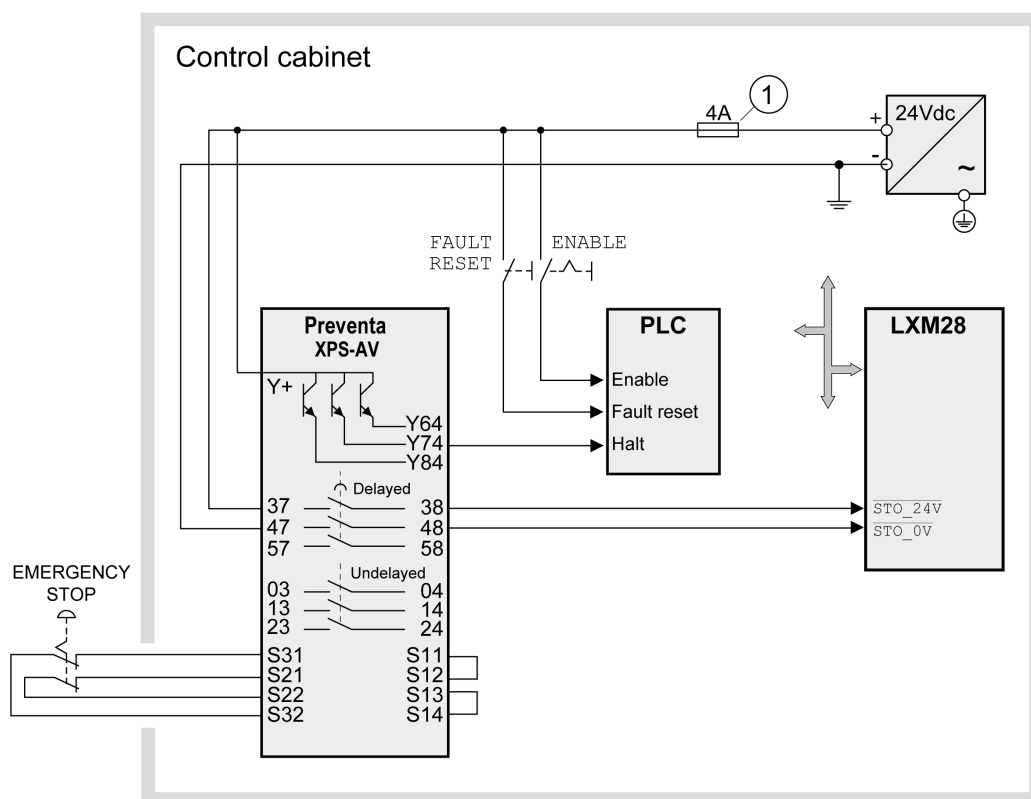 Control cabinet
1
4A
+
24Vdc
-
~
FAULT
RESET
ENABLE
Preventa
XPS-AV
Y+
Y64
Y74
Y84
PLC
Enable
Fault reset
Halt
LXM28
STO_24V
STO_0V
Delayed
37 38
47 48
57 58
Undelayed
03 04
13 14
23 24
EMERGENCY
STOP
S31 S11
S21 S12
S22 S13
S32 S14